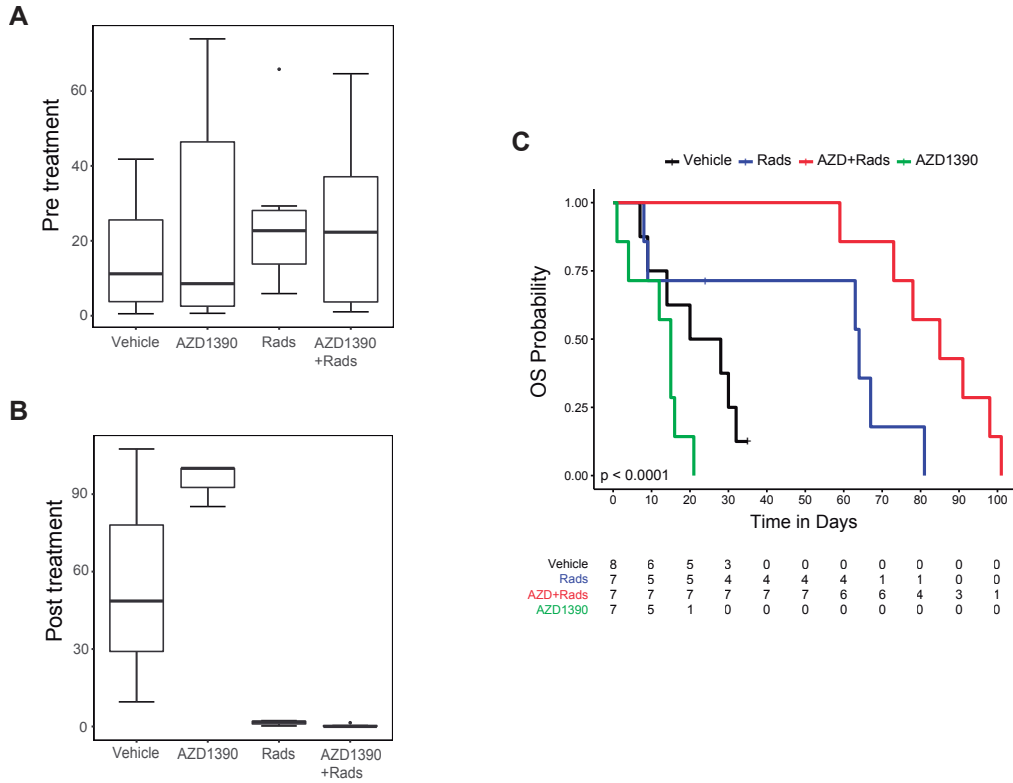 A
Pre treatment
60
40
20
0
Vehicle AZD1390 Rads AZD1390
+Rads
B
Post treatment
90
60
30
0
Vehicle AZD1390 Rads AZD1390
+Rads
C
Vehicle Rads AZD+Rads AZD1390
OS Probability
1.00
0.75
0.50
0.25
0.00
p < 0.0001
0 10 20 30 40 50 60 70 80 90 100
Time in Days
Vehicle 8 6 5 3 0 0 0 0 0 0 0
Rads 7 5 5 4 4 4 4 1 1 0 0
AZD+Rads 7 7 7 7 7 7 6 6 4 3 1
AZD1390 7 5 1 0 0 0 0 0 0 0 0